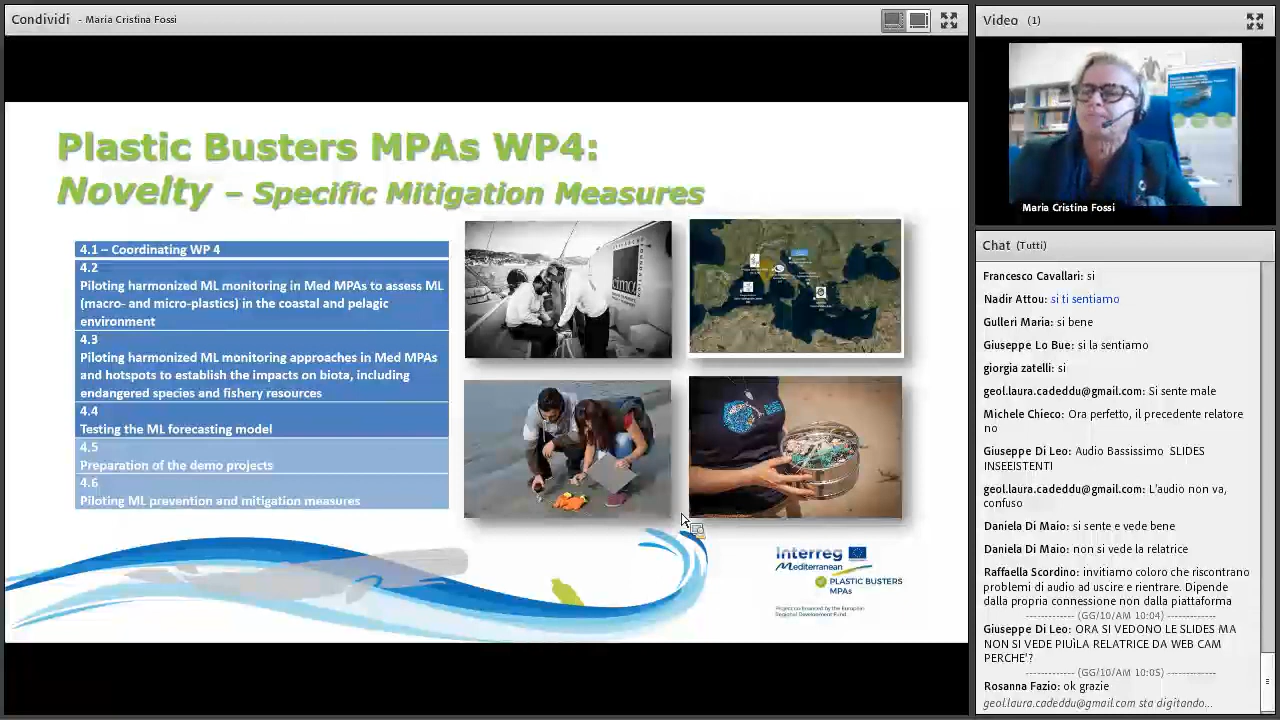 Condividi - Maria Cristina Fossi
Plastic Busters MPAs WP4:
Novelty – Specific Mitigation Measures
4.1 – Coordinating WP 4
4.2
Piloting harmonized ML monitoring in Med MPAs to assess ML
(macro- and micro-plastics) in the coastal and pelagic
environment
4.3
Piloting harmonized ML monitoring approaches in Med MPAs
and hotspots to establish the impacts on biota, including
endangered species and fishery resources
4.4
Testing the ML forecasting model
4.5
Preparation of the demo projects
4.6
Piloting ML prevention and mitigation measures
Interreg
Mediterranean
PLASTIC BUSTERS
MPAs
Project co-financed by the European
Regional Development Fund
Video (1)
Maria Cristina Fossi
Chat (Tutti)
Francesco Cavallari: si
Nadir Attou: si ti sentiamo
Gulleri Maria: si bene
Giuseppe Lo Bue: si la sentiamo
giorgia zatelli: si
geol.laura.cadeddu@gmail.com: Si sente male
Michele Chieco: Ora perfetto, il precedente relatore
no
Giuseppe Di Leo: Audio Bassissimo SLIDES
INSEEISTENTI
geol.laura.cadeddu@gmail.com: L'audio non va,
confuso
Daniela Di Maio: si sente e vede bene
Daniela Di Maio: non si vede la relatrice
Raffaella Scordino: invitiamo coloro che riscontrano
problemi di audio ad uscire e rientrare. Dipende
dalla propria connessione non dalla piattaforma
------------ (GG/10/AM 10:04) ------------
Giuseppe Di Leo: ORA SI VEDONO LE SLIDES MA
NON SI VEDE PIUìLA RELATRICE DA WEB CAM
PERCHE'?
------------ (GG/10/AM 10:05) ------------
Rosanna Fazio: ok grazie
geol.laura.cadeddu@gmail.com sta digitando...